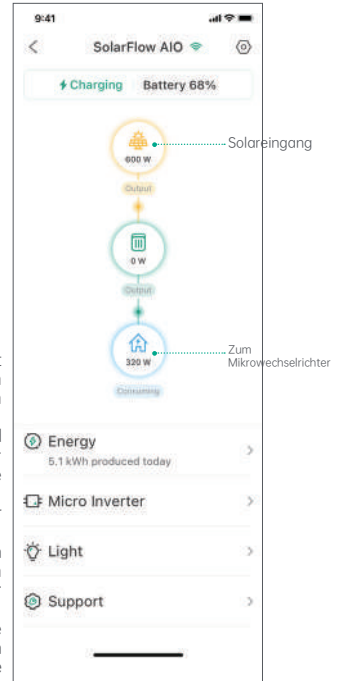 9:41
SolarFlow AIO
Charging Battery 68%
600 W
Solareingang
Output
0 W
Output
320 W
Zum
Mikrowechselrichter
Consuming
Energy
5.1 kWh produced today
Micro Inverter
Light
Support